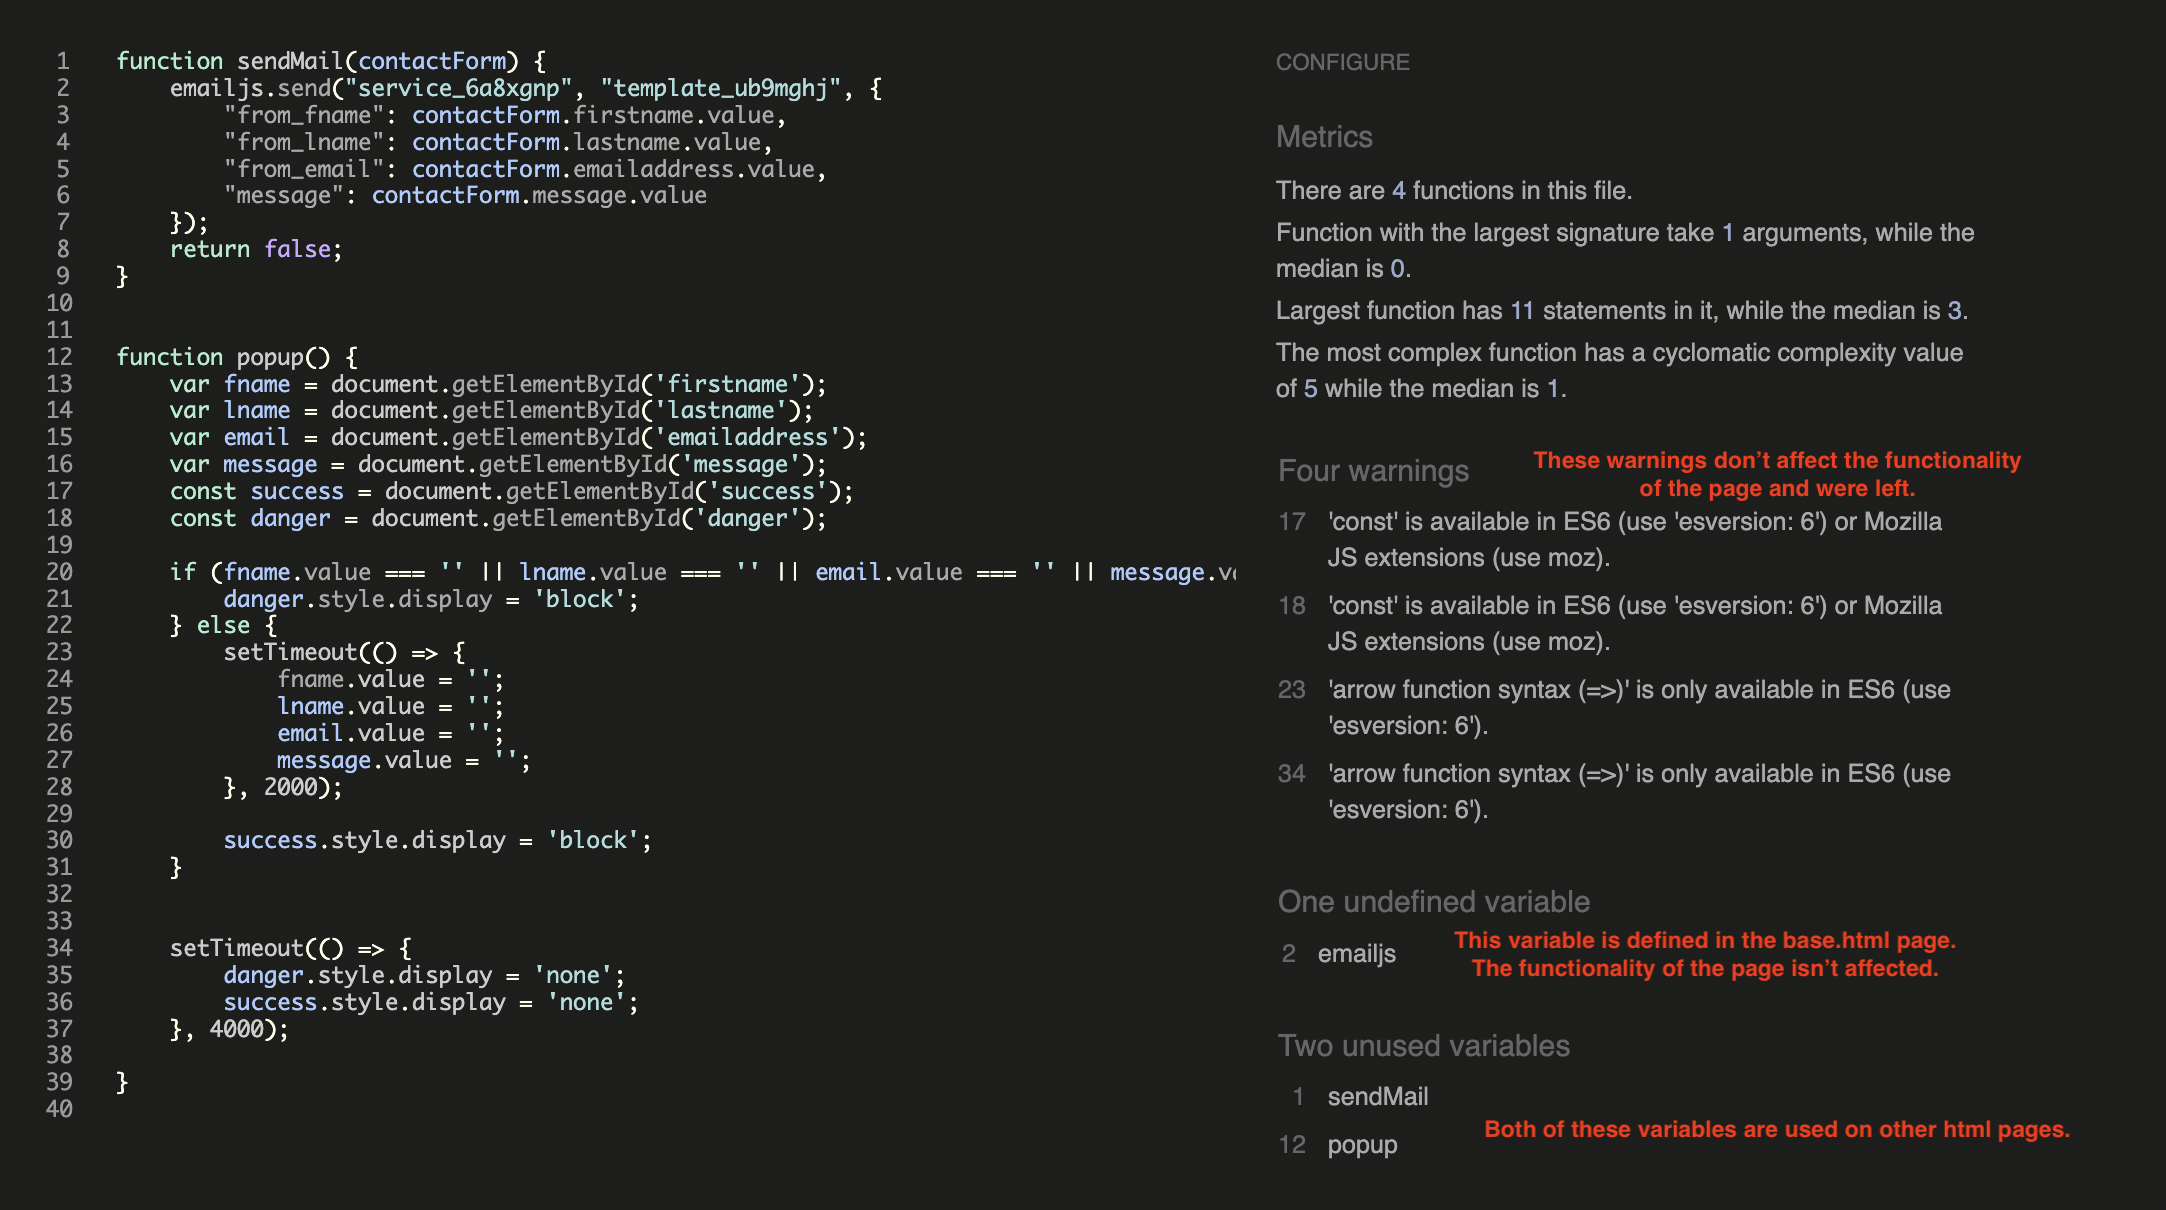 1 function sendMail(contactForm) {
2     emailjs.send("service_6a8xgnp", "template_ub9mghj", {
3         "from_fname": contactForm.firstname.value,
4         "from_lname": contactForm.lastname.value,
5         "from_email": contactForm.emailaddress.value,
6         "message": contactForm.message.value
7     });
8     return false;
9 }
10
11
12 function popup() {
13     var fname = document.getElementById('firstname');
14     var lname = document.getElementById('lastname');
15     var email = document.getElementById('emailaddress');
16     var message = document.getElementById('message');
17     const success = document.getElementById('success');
18     const danger = document.getElementById('danger');
19
20     if (fname.value === '' || lname.value === '' || email.value === '' || message.
21         danger.style.display = 'block';
22     } else {
23         setTimeout(() => {
24             fname.value = '';
25             lname.value = '';
26             email.value = '';
27             message.value = '';
28         }, 2000);
29
30         success.style.display = 'block';
31     }
32
33
34     setTimeout(() => {
35         danger.style.display = 'none';
36         success.style.display = 'none';
37     }, 4000);
38
39 }
40
CONFIGURE
Metrics
There are 4 functions in this file.
Function with the largest signature take 1 arguments, while the
median is 0.
Largest function has 11 statements in it, while the median is 3.
The most complex function has a cyclomatic complexity value
of 5 while the median is 1.
Four warnings
These warnings don't affect the functionality
of the page and were left.
17 'const' is available in ES6 (use 'esversion: 6') or Mozilla
JS extensions (use moz).
18 'const' is available in ES6 (use 'esversion: 6') or Mozilla
JS extensions (use moz).
23 'arrow function syntax (=>)' is only available in ES6 (use
'esversion: 6').
34 'arrow function syntax (=>)' is only available in ES6 (use
'esversion: 6').
One undefined variable
2 emailjs
This variable is defined in the base.html page.
The functionality of the page isn't affected.
Two unused variables
1 sendMail
12 popup
Both of these variables are used on other html pages.